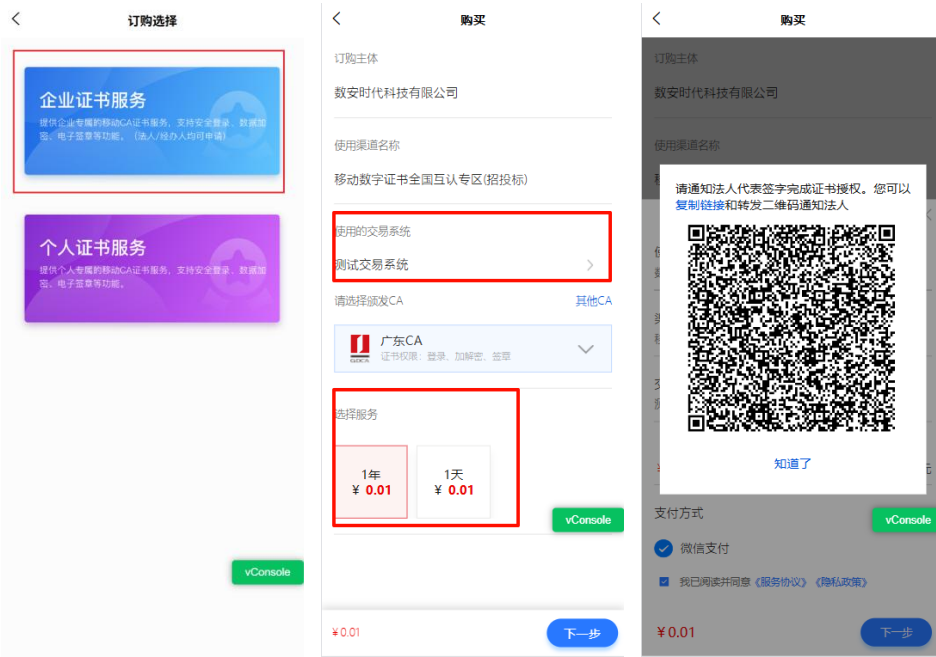 订购选择
企业证书服务
提供企业专属的移动CA证书服务，支持安全登录、数据加
密、电子签章等功能。（法人/经办人均可申请）
个人证书服务
提供个人专属的移动CA证书服务，支持安全登录、数据加
密、电子签章等功能。
vConsole
购买
订购主体
数安时代科技有限公司
使用渠道名称
移动数字证书全国互认专区(招投标)
使用的交易系统
测试交易系统
请选择颁发CA
其他CA
广东CA
证书权限：登录、加解密、签章
选择服务
1年
¥ 0.01
1天
¥ 0.01
vConsole
¥0.01
下一步
购买
订购主体
数安时代科技有限公司
使用渠道名称
请通知法人代表签字完成证书授权。您可以
复制链接和转发二维码通知法人
知道了
元
支付方式
vConsole
微信支付
我已阅读并同意《服务协议》《隐私政策》
¥0.01
下一步